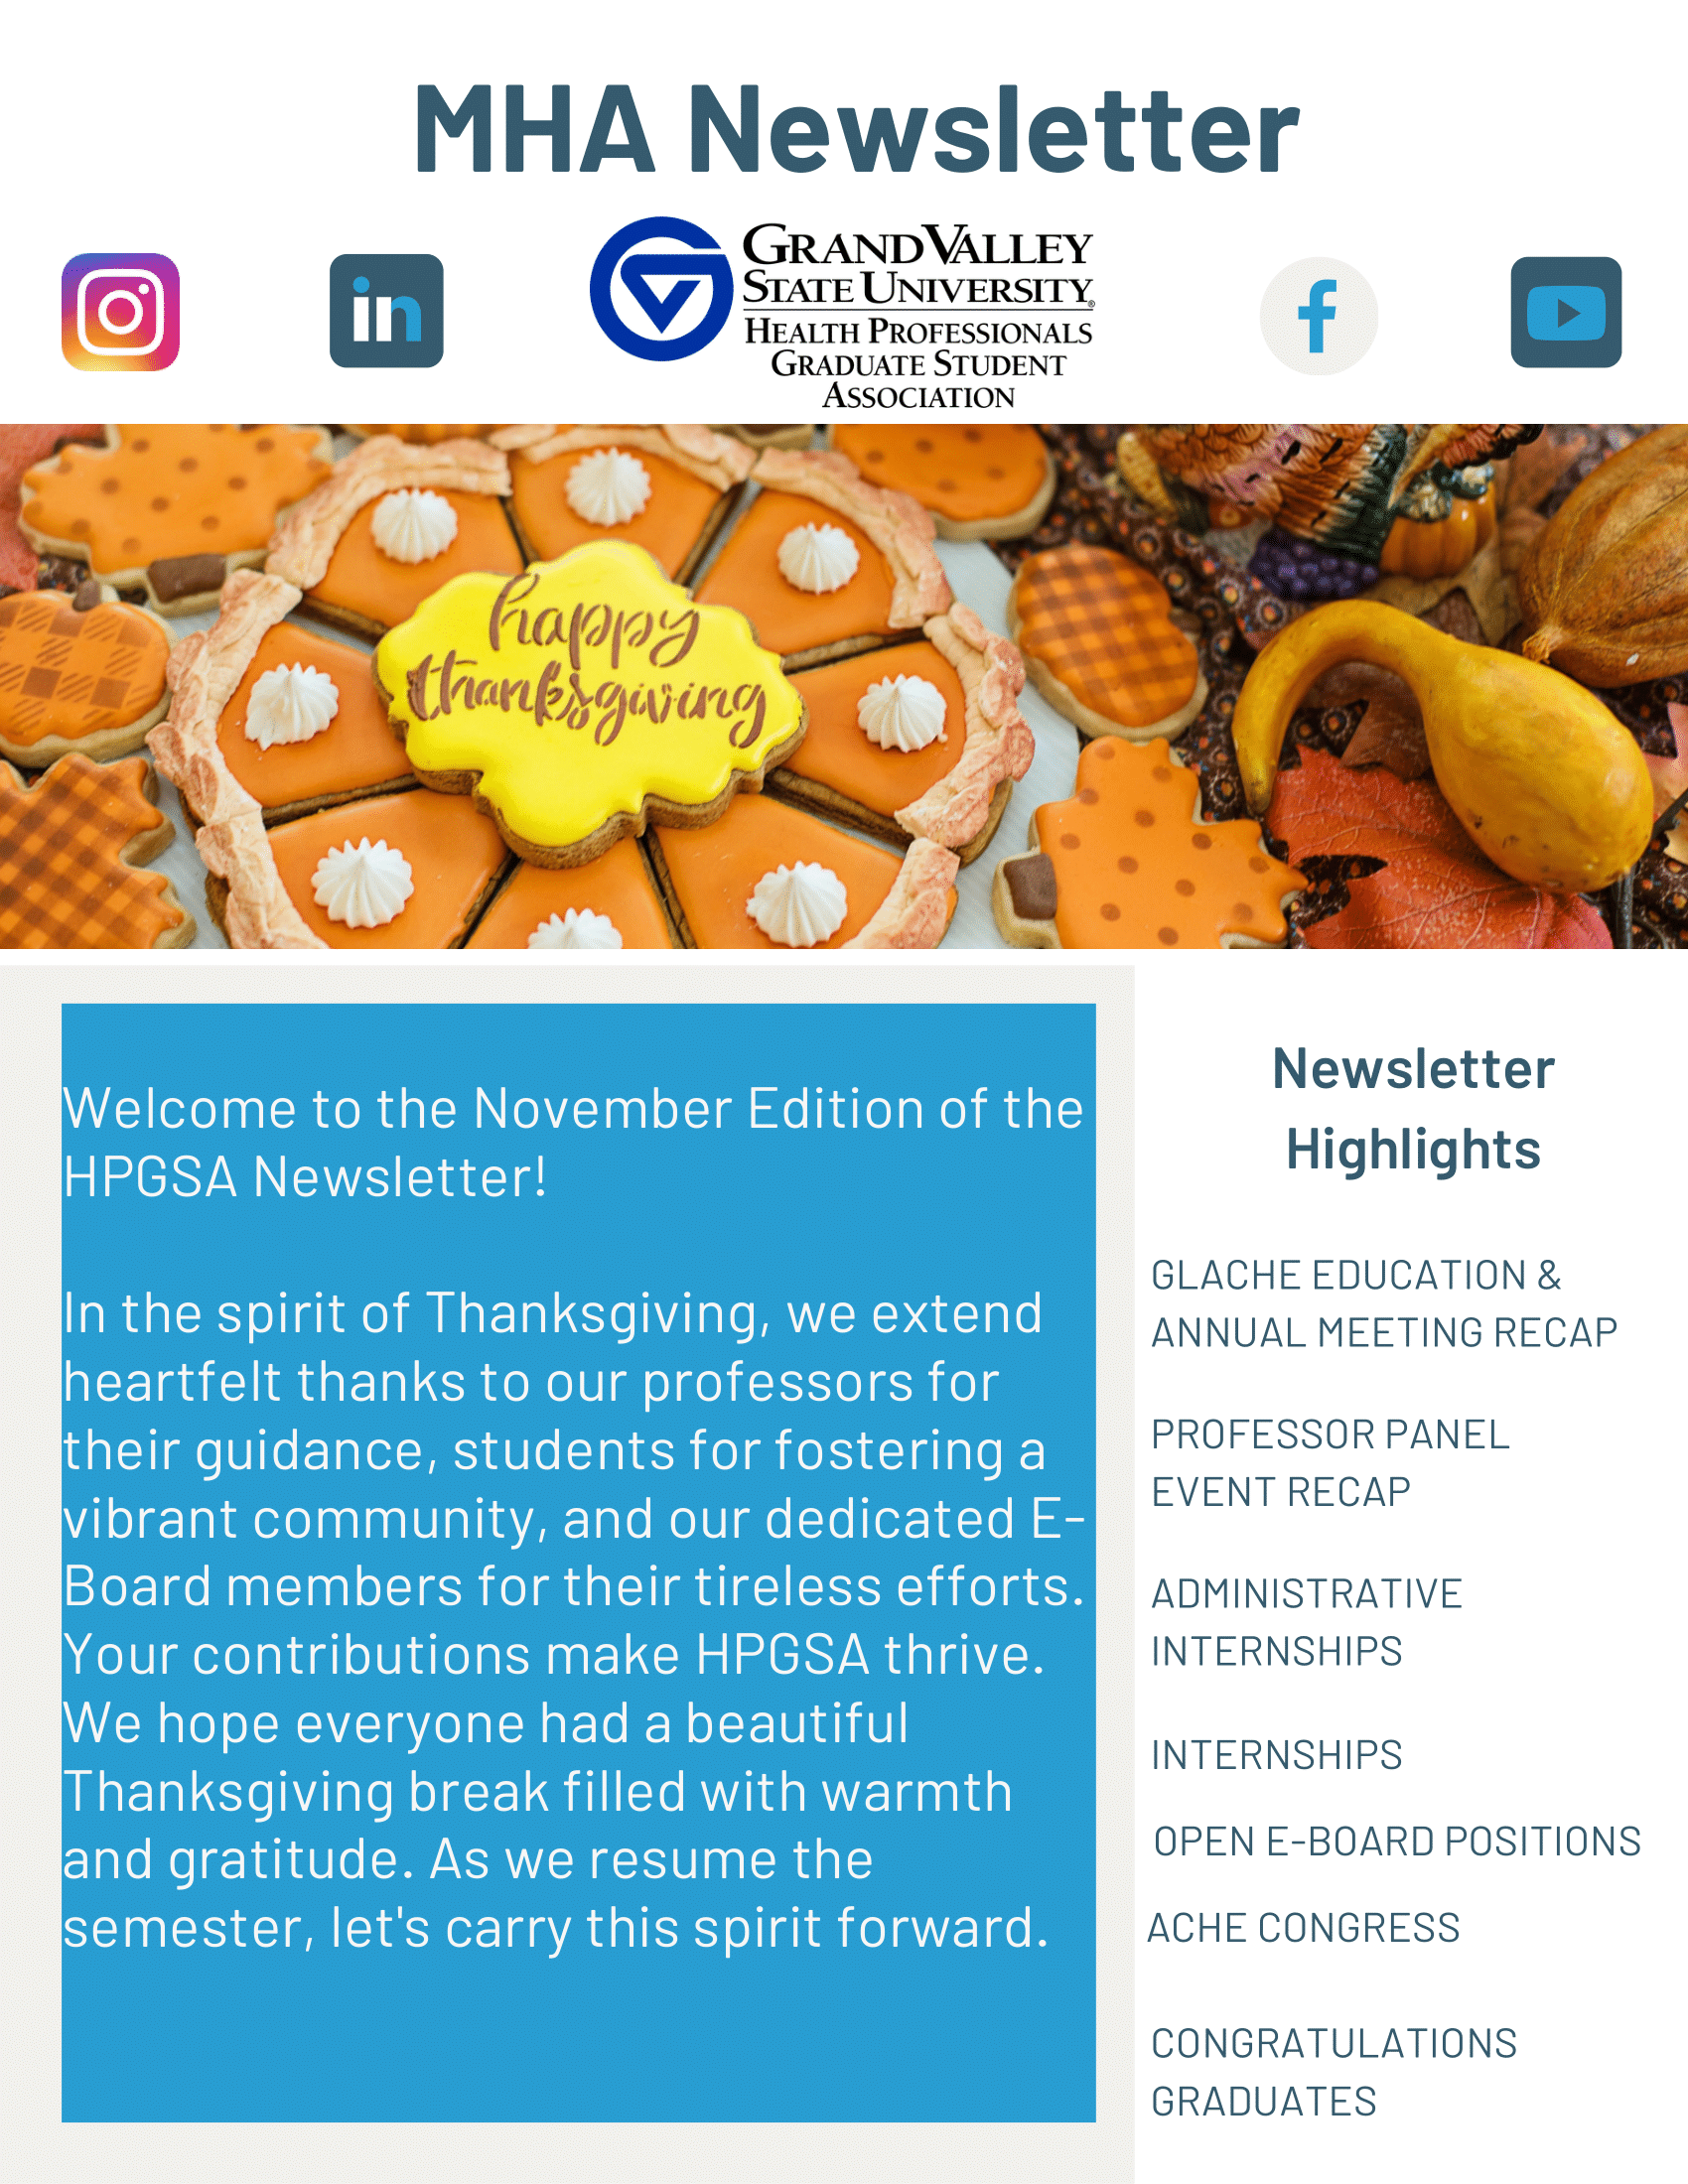 MHA Newsletter
in
GRAND VALLEY
STATE UNIVERSITY®
HEALTH PROFESSIONALS
GRADUATE STUDENT
ASSOCIATION
f
happy
thanksgiving
Welcome to the November Edition of the
HPGSA Newsletter!
In the spirit of Thanksgiving, we extend
heartfelt thanks to our professors for
their guidance, students for fostering a
vibrant community, and our dedicated E-
Board members for their tireless efforts.
Your contributions make HPGSA thrive.
We hope everyone had a beautiful
Thanksgiving break filled with warmth
and gratitude. As we resume the
semester, let's carry this spirit forward.
Newsletter
Highlights
GLACHE EDUCATION &
ANNUAL MEETING RECAP
PROFESSOR PANEL
EVENT RECAP
ADMINISTRATIVE
INTERNSHIPS
INTERNSHIPS
OPEN E-BOARD POSITIONS
ACHE CONGRESS
CONGRATULATIONS
GRADUATES